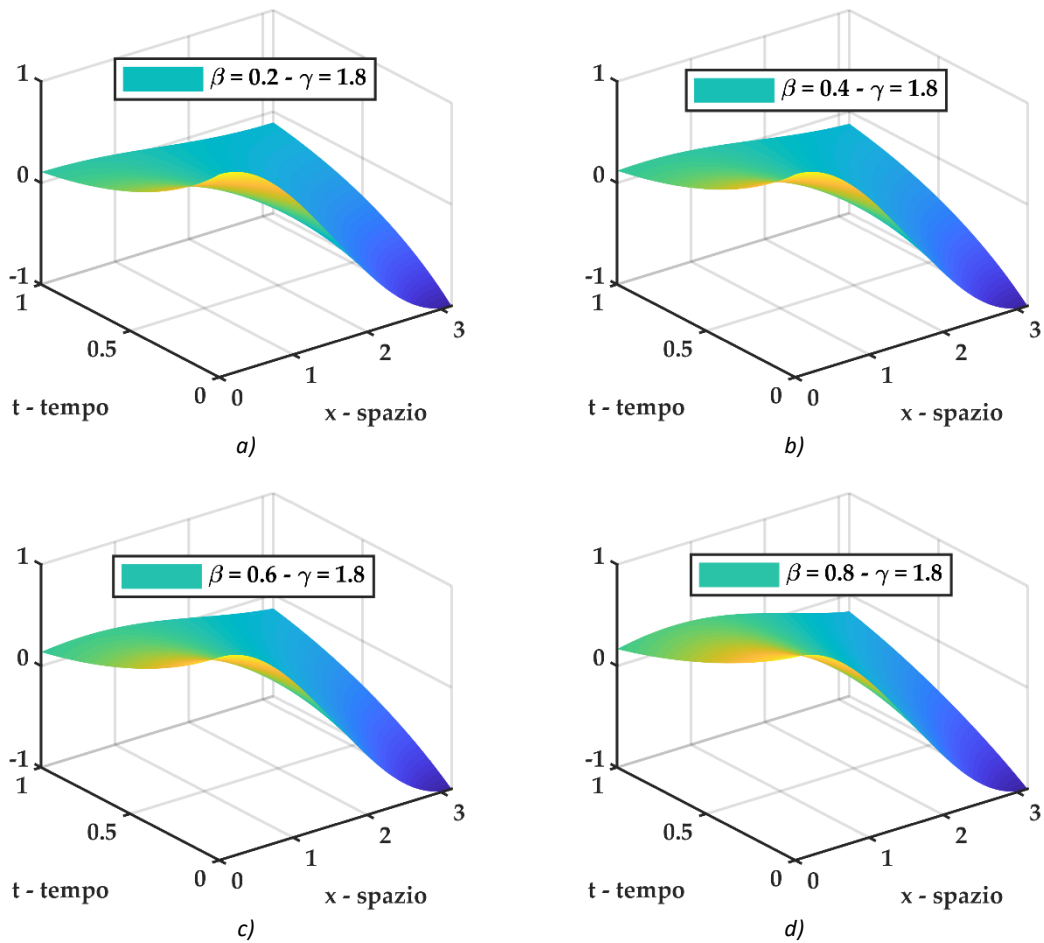 β = 0.2 - γ = 1.8
1
0
-1
1
0.5
0
0
1
2
3
t - tempo
x - spazio
a)
β = 0.4 - γ = 1.8
1
0
-1
1
0.5
0
0
1
2
3
t - tempo
x - spazio
b)
β = 0.6 - γ = 1.8
1
0
-1
1
0.5
0
0
1
2
3
t - tempo
x - spazio
c)
β = 0.8 - γ = 1.8
1
0
-1
1
0.5
0
0
1
2
3
t - tempo
x - spazio
d)